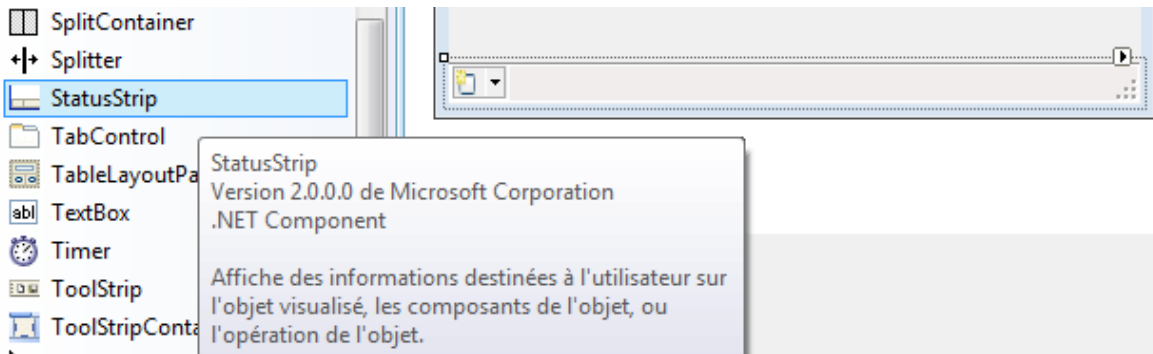 SplitContainer
Splitter
StatusStrip
TabControl
TableLayoutPa
abl TextBox
Timer
ToolStrip
ToolStripConta
StatusStrip
Version 2.0.0.0 de Microsoft Corporation
.NET Component
Affiche des informations destinées à l'utilisateur sur
l'objet visualisé, les composants de l'objet, ou
l'opération de l'objet.